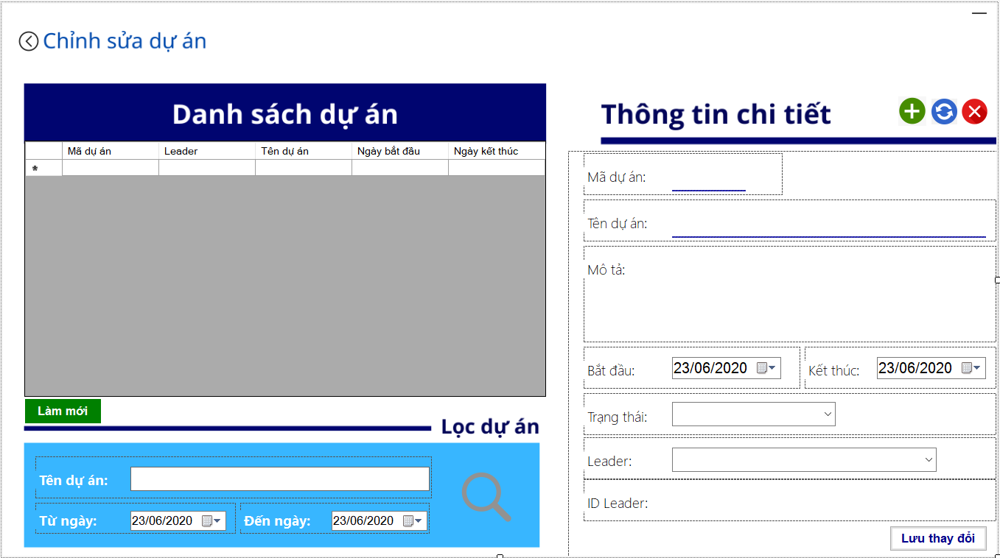 Chỉnh sửa dự án
Danh sách dự án
Mã dự án Leader Tên dự án Ngày bắt đầu Ngày kết thúc
*
Làm mới
Lọc dự án
Tên dự án:
Từ ngày: 23/06/2020 Đến ngày: 23/06/2020
Thông tin chi tiết
Mã dự án:
Tên dự án:
Mô tả:
Bắt đầu: 23/06/2020 Kết thúc: 23/06/2020
Trạng thái:
Leader:
ID Leader:
Lưu thay đổi